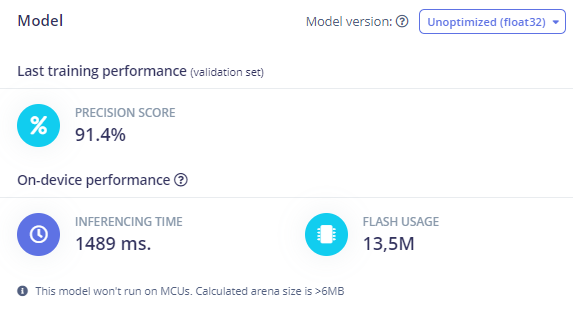 Model
Model version: Unoptimized (float32)
Last training performance (validation set)
% PRECISION SCORE
91.4%
On-device performance
INFERENCING TIME
1489 ms.
FLASH USAGE
13,5M
This model won't run on MCUs. Calculated arena size is >6MB